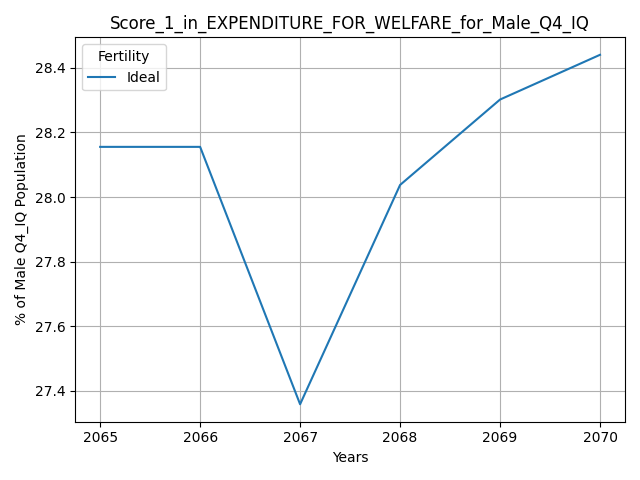 Score_1_in_EXPENDITURE_FOR_WELFARE_for_Male_Q4_IQ
Fertility
Ideal
% of Male Q4_IQ Population
28.4
28.2
28.0
27.8
27.6
27.4
2065 2066 2067 2068 2069 2070
Years